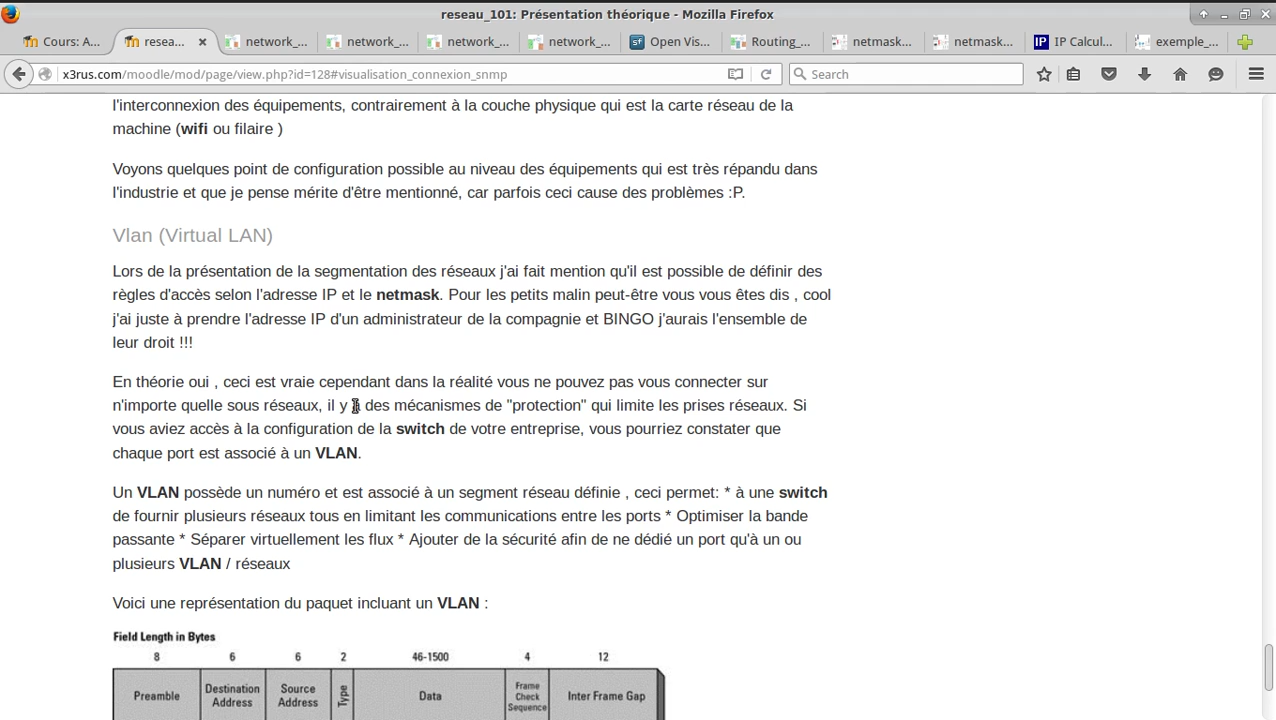 reseau_101: Présentation théorique - Mozilla Firefox
Cours: A... resea... network_... network_... network_... network_... Open Vis... Routing_... netmask... netmask... IP Calcu... exemple_...
x3rus.com/moodle/mod/page/view.php?id=128#visualisation_connexion_snmp Search
l'interconnexion des équipements, contrairement à la couche physique qui est la carte réseau de la
machine (wifi ou filaire )
Voyons quelques point de configuration possible au niveau des équipements qui est très répandu dans
l'industrie et que je pense mérite d'être mentionné, car parfois ceci cause des problèmes :P.
Vlan (Virtual LAN)
Lors de la présentation de la segmentation des réseaux j'ai fait mention qu'il est possible de définir des
règles d'accès selon l'adresse IP et le netmask. Pour les petits malin peut-être vous vous êtes dis , cool
j'ai juste à prendre l'adresse IP d'un administrateur de la compagnie et BINGO j'aurais l'ensemble de
leur droit !!!
En théorie oui , ceci est vraie cependant dans la réalité vous ne pouvez pas vous connecter sur
n'importe quelle sous réseaux, il y a des mécanismes de "protection" qui limite les prises réseaux. Si
vous aviez accès à la configuration de la switch de votre entreprise, vous pourriez constater que
chaque port est associé à un VLAN.
Un VLAN possède un numéro et est associé à un segment réseau définie , ceci permet: * à une switch
de fournir plusieurs réseaux tous en limitant les communications entre les ports * Optimiser la bande
passante * Séparer virtuellement les flux * Ajouter de la sécurité afin de ne dédié un port qu'à un ou
plusieurs VLAN / réseaux
Voici une représentation du paquet incluant un VLAN :
Field Length in Bytes
8 6 6 2 46-1500 4 12
Preamble Destination Address Source Address Type Data Frame Check Sequence Inter Frame Gap